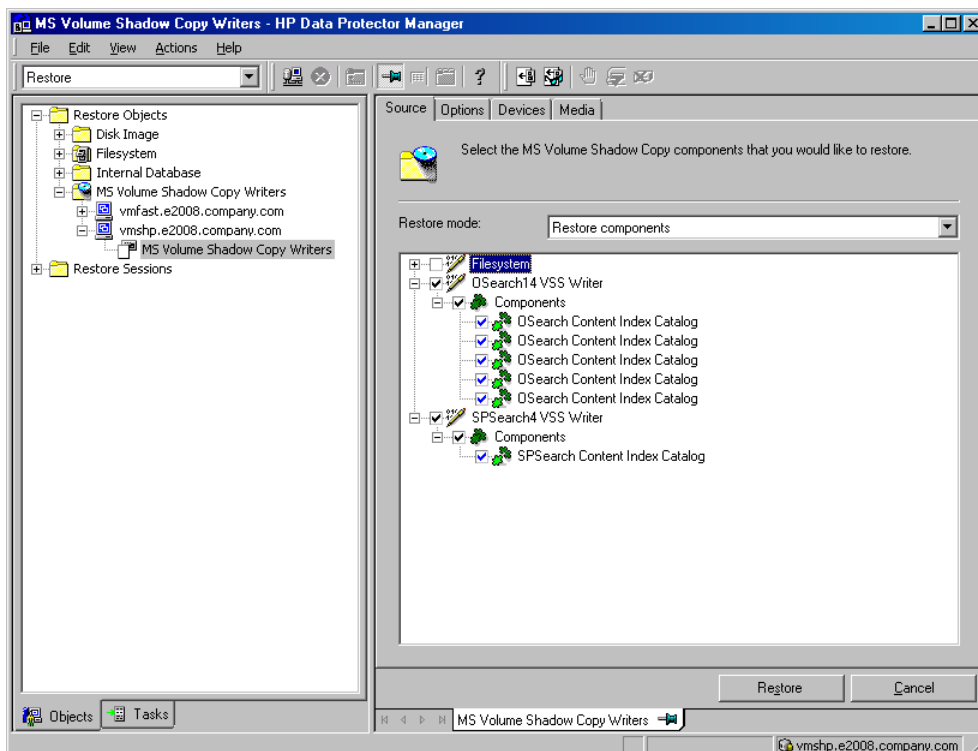 MS Volume Shadow Copy Writers - HP Data Protector Manager
File Edit View Actions Help
Restore
Restore Objects
Disk Image
Filesystem
Internal Database
MS Volume Shadow Copy Writers
vmfast.e2008.company.com
vmshp.e2008.company.com
MS Volume Shadow Copy Writers
Restore Sessions
Objects Tasks
Source Options Devices Media
Select the MS Volume Shadow Copy components that you would like to restore.
Restore mode: Restore components
Filesystem
OSearch14 VSS Writer
Components
OSearch Content Index Catalog
OSearch Content Index Catalog
OSearch Content Index Catalog
OSearch Content Index Catalog
OSearch Content Index Catalog
SPSearch4 VSS Writer
Components
SPSearch Content Index Catalog
Restore Cancel
MS Volume Shadow Copy Writers
vmshp.e2008.company.com